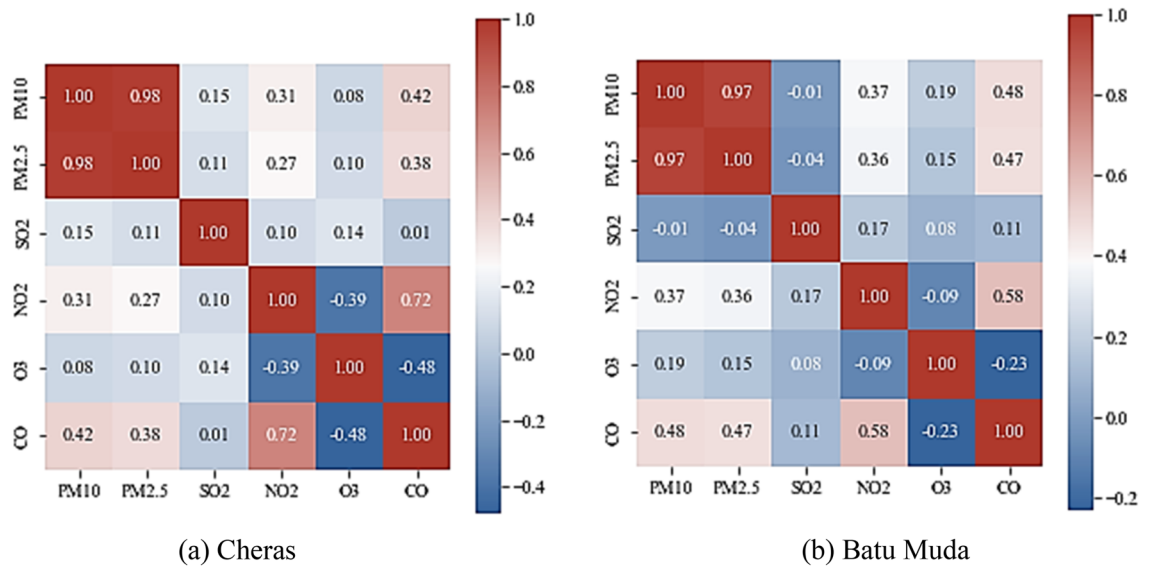 1.0
PM10 1.00 0.98 0.15 0.31 0.08 0.42
0.8
PM2.5 0.98 1.00 0.11 0.27 0.10 0.38
0.6
SO2 0.15 0.11 1.00 0.10 0.14 0.01
0.4
0.2
NO2 0.31 0.27 0.10 1.00 -0.39 0.72
0.0
O3 0.08 0.10 0.14 -0.39 1.00 -0.48
-0.2
CO 0.42 0.38 0.01 0.72 -0.48 1.00
-0.4
PM10 PM2.5 SO2 NO2 O3 CO
(a) Cheras
1.0
PM10 1.00 0.97 -0.01 0.37 0.19 0.48
0.8
PM2.5 0.97 1.00 -0.04 0.36 0.15 0.47
0.6
SO2 -0.01 -0.04 1.00 0.17 0.08 0.11
0.4
NO2 0.37 0.36 0.17 1.00 -0.09 0.58
0.2
O3 0.19 0.15 0.08 -0.09 1.00 -0.23
0.0
CO 0.48 0.47 0.11 0.58 -0.23 1.00
-0.2
PM10 PM2.5 SO2 NO2 O3 CO
(b) Batu Muda